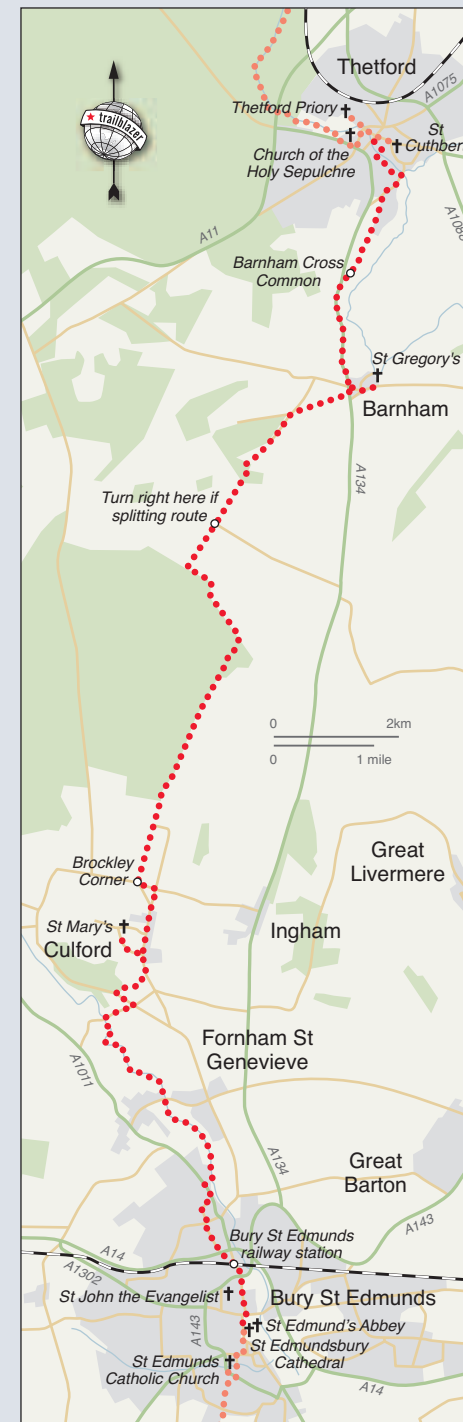 Thetford
A1075
Thetford Priory
trailblazer
St
Cuthber
Church of the
Holy Sepulchre
A11
Barnham Cross
Common
St Gregory's
Barnham
A134
Turn right here if
splitting route
0 2km
0 1 mile
Great
Livermere
Brockley
Corner
St Mary's
Culford
Ingham
Fornham St
Genevieve
A1011
A134
Great
Barton
A143
Bury St Edmunds
railway station
A14
A1302
St John the Evangelist
Bury St Edmunds
A143
St Edmund's Abbey
St Edmundsbury
Cathedral
St Edmunds
Catholic Church
A14